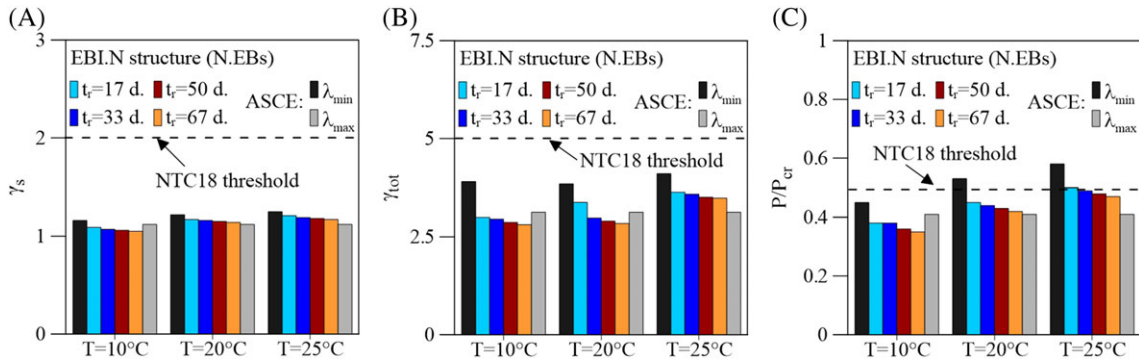 (A)
3
2
1
0
γs
EBI.N structure (N.EBs)
tr=17 d. tr=50 d.
tr=33 d. tr=67 d.
ASCE:
λmin
λmax
NTC18 threshold
T=10°C T=20°C T=25°C
(B)
7.5
5
2.5
0
γtot
EBI.N structure (N.EBs)
tr=17 d. tr=50 d.
tr=33 d. tr=67 d.
ASCE:
λmin
λmax
NTC18 threshold
T=10°C T=20°C T=25°C
(C)
1
0.8
0.6
0.4
0.2
0
P/Pcr
EBI.N structure (N.EBs)
tr=17 d. tr=50 d.
tr=33 d. tr=67 d.
ASCE:
λmin
λmax
NTC18 threshold
T=10°C T=20°C T=25°C